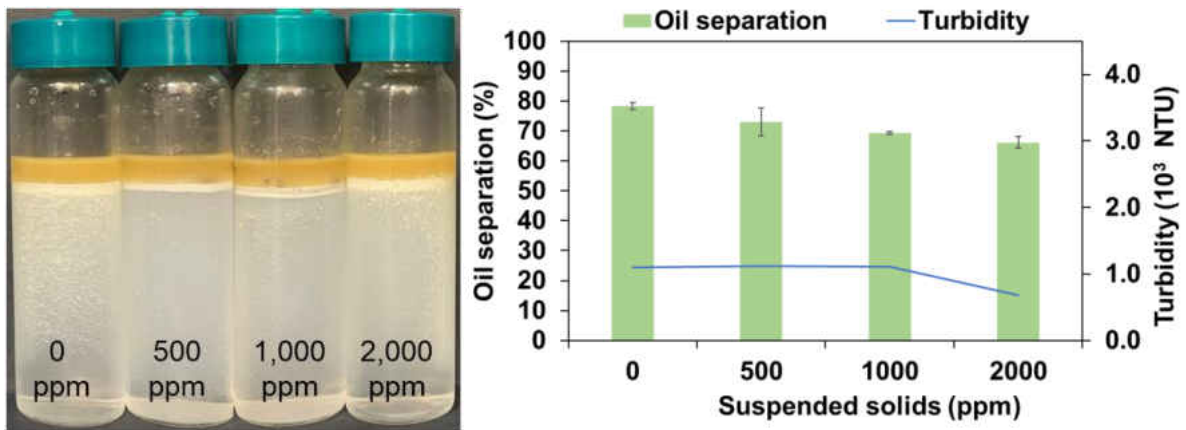 0
ppm
500
ppm
1,000
ppm
2,000
ppm
Oil separation
Turbidity
100
90
80
70
60
50
40
30
20
10
0
Oil separation (%)
4.0
3.0
2.0
1.0
0.0
Turbidity (10³ NTU)
0
500
1000
2000
Suspended solids (ppm)